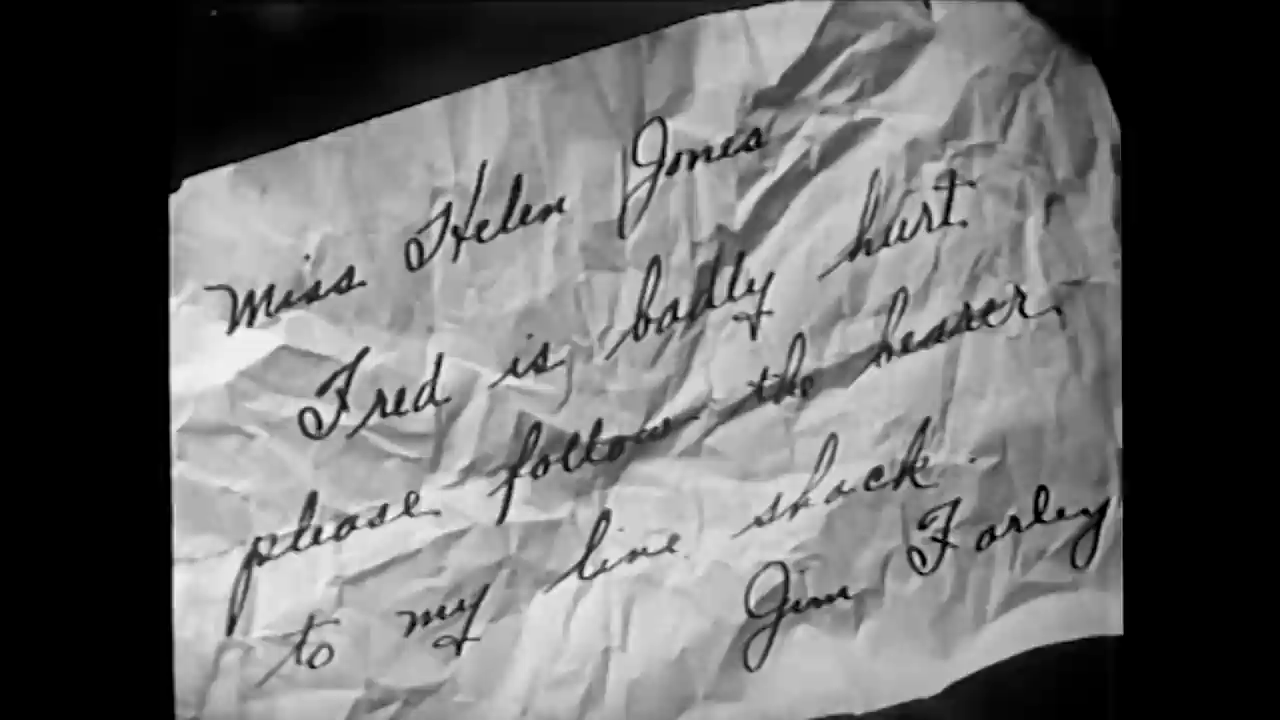 Miss Helen Jones
Fred is badly hurt
please follow the bearer
to my line shack.
Jim Farley